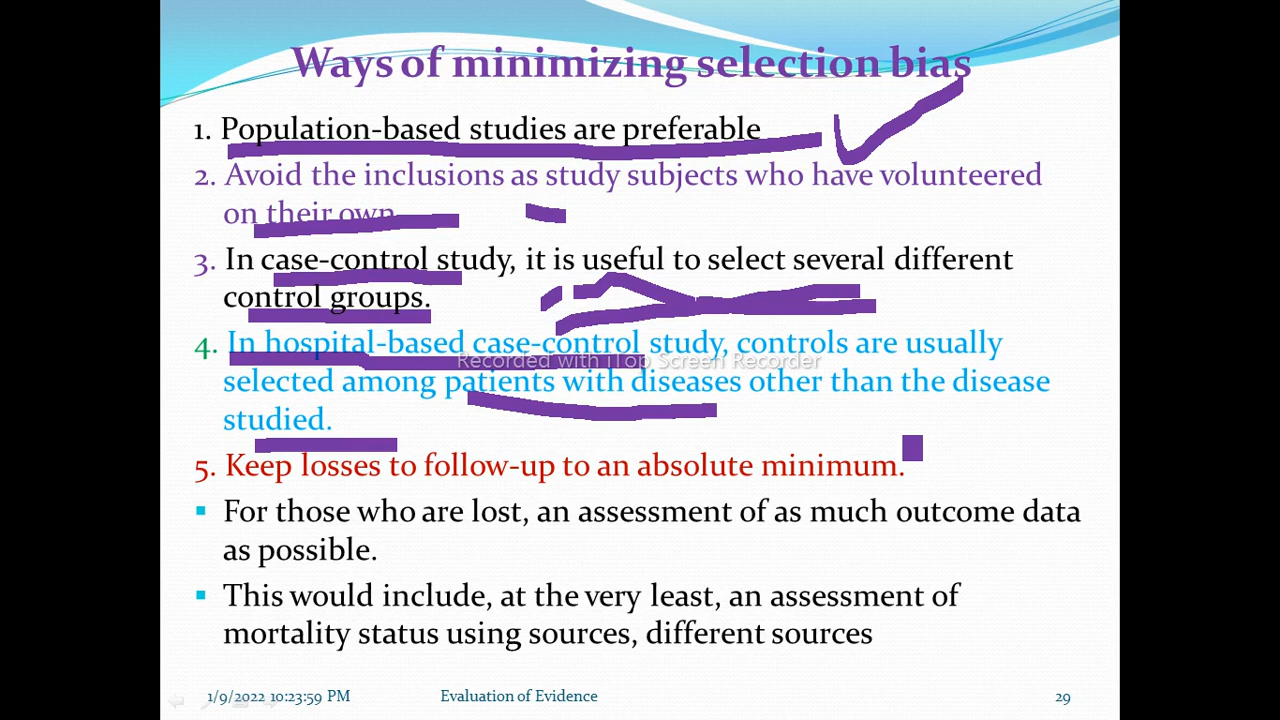 Ways of minimizing selection bias
1. Population-based studies are preferable
2. Avoid the inclusions as study subjects who have volunteered
on their own
3. In case-control study, it is useful to select several different
control groups.
4. In hospital-based case-control study, controls are usually
Recorded with iTop Screen Recorder
selected among patients with diseases other than the disease
studied.
5. Keep losses to follow-up to an absolute minimum.
▪ For those who are lost, an assessment of as much outcome data
as possible.
▪ This would include, at the very least, an assessment of
mortality status using sources, different sources
1/9/2022 10:23:59 PM Evaluation of Evidence 29